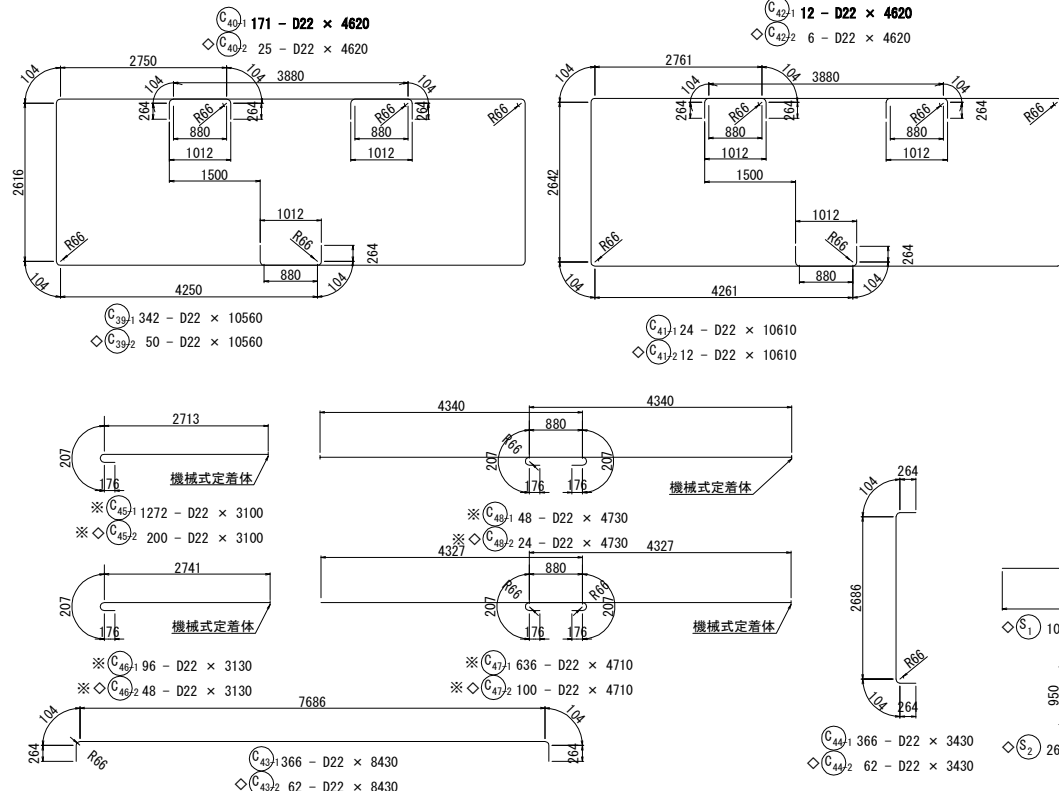 C40-1 171 - D22 × 4620
◇ C40-2 25 - D22 × 4620
104
2750
104
3880
104
104
264
R66
264
R66
264
R66
880
880
1012
1012
1500
2616
1012
R66
R66
264
880
104
4250
104
C39-1 342 - D22 × 10560
◇ C39-2 50 - D22 × 10560
C42-1 12 - D22 × 4620
◇ C42-2 6 - D22 × 4620
104
2761
104
3880
104
104
264
R66
264
R66
264
R66
880
880
1012
1012
1500
2642
1012
R66
R66
264
880
104
4261
104
C41-1 24 - D22 × 10610
◇ C41-2 12 - D22 × 10610
2713
207
176
機械式定着体
※ C45-1 1272 - D22 × 3100
※ ◇ C45-2 200 - D22 × 3100
4340
4340
880
R66
207
207
176
176
機械式定着体
※ C48-1 48 - D22 × 4730
※ ◇ C48-2 24 - D22 × 4730
2741
207
176
機械式定着体
※ C46-1 96 - D22 × 3130
※ ◇ C46-2 48 - D22 × 3130
4327
4327
880
R66
R66
207
207
176
176
機械式定着体
※ C47-1 636 - D22 × 4710
※ ◇ C47-2 100 - D22 × 4710
7686
104
104
264
R66
264
C43-1 366 - D22 × 8430
◇ C43-2 62 - D22 × 8430
264
104
2686
R66
104
264
C44-1 366 - D22 × 3430
◇ C44-2 62 - D22 × 3430
◇ S1 10
950
◇ S2 26